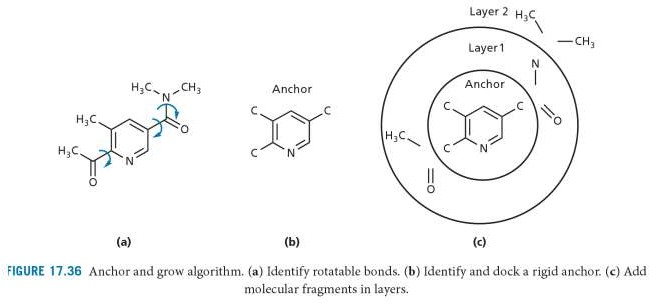 Layer 2 H₃C
CH₃
Layer 1
H₃C N CH₃
Anchor
N
Anchor
H₃C
O
C C
C C
O
H₃C
H₃C
N
C N
C N
O
O
(a) (b) (c)
FIGURE 17.36 Anchor and grow algorithm. (a) Identify rotatable bonds. (b) Identify and dock a rigid anchor. (c) Add
molecular fragments in layers.